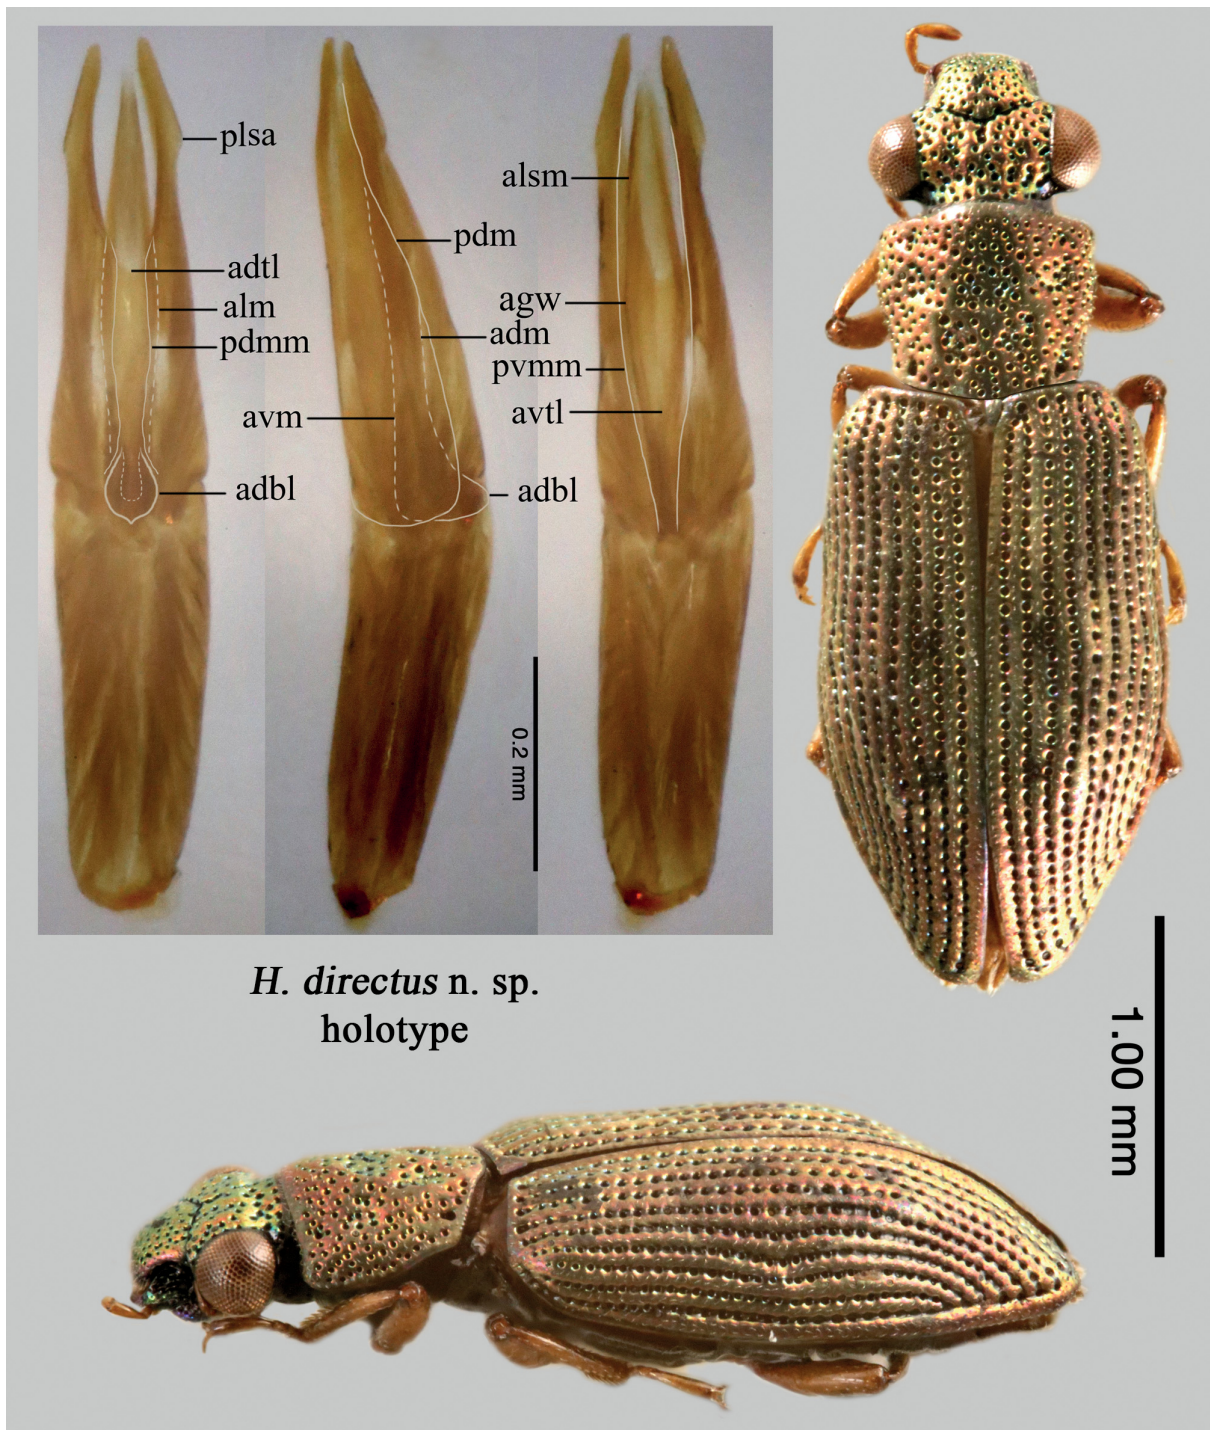 plsa
adtl
alm
pdmm
adbl
pdm
adm
avm
adbl
alsm
agw
pvmm
avtl
0.2 mm
H. directus n. sp.
holotype
1.00 mm